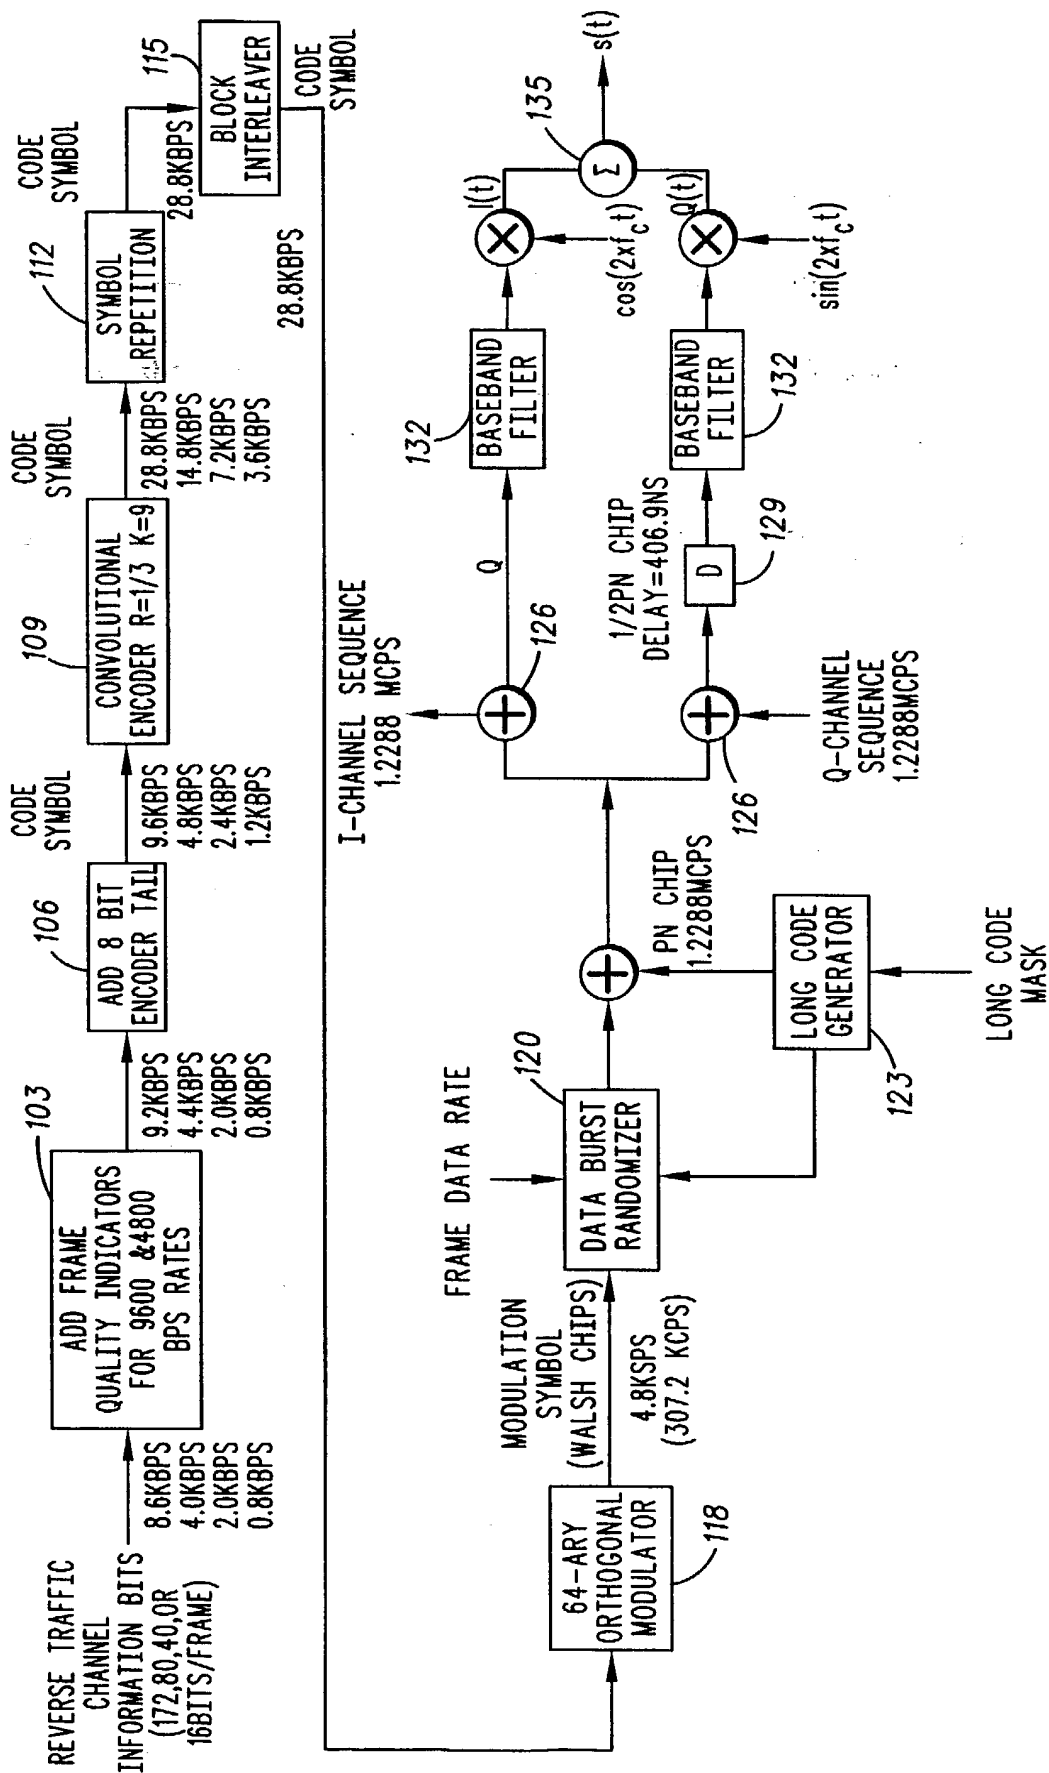 REVERSE TRAFFIC
CHANNEL
INFORMATION BITS
(172,80,40,OR
16BITS/FRAME)
8.6KBPS
4.0KBPS
2.0KBPS
0.8KBPS
103
ADD FRAME
QUALITY INDICATORS
FOR 9600 &4800
BPS RATES
9.2KBPS
4.4KBPS
2.0KBPS
0.8KBPS
106
ADD 8 BIT
ENCODER TAIL
CODE
SYMBOL
9.6KBPS
4.8KBPS
2.4KBPS
1.2KBPS
109
CONVOLUTIONAL
ENCODER R=1/3 K=9
CODE
SYMBOL
28.8KBPS
14.8KBPS
7.2KBPS
3.6KBPS
112
SYMBOL
REPETITION
CODE
SYMBOL
28.8KBPS
115
BLOCK
INTERLEAVER
CODE
SYMBOL
28.8KBPS
64-ARY
ORTHOGONAL
MODULATOR
118
MODULATION
SYMBOL
(WALSH CHIPS)
4.8KSPS
(307.2 KCPS)
FRAME DATA RATE
120
DATA BURST
RANDOMIZER
PN CHIP
1.2288MCPS
LONG CODE
GENERATOR
123
LONG CODE
MASK
I-CHANNEL SEQUENCE
1.2288 MCPS
126
Q
132
BASEBAND
FILTER
I(t)
cos(2xf_c t)
Σ
135
s(t)
126
Q-CHANNEL
SEQUENCE
1.2288MCPS
1/2PN CHIP
DELAY=406.9NS
D
129
BASEBAND
FILTER
132
Q(t)
sin(2xf_c t)